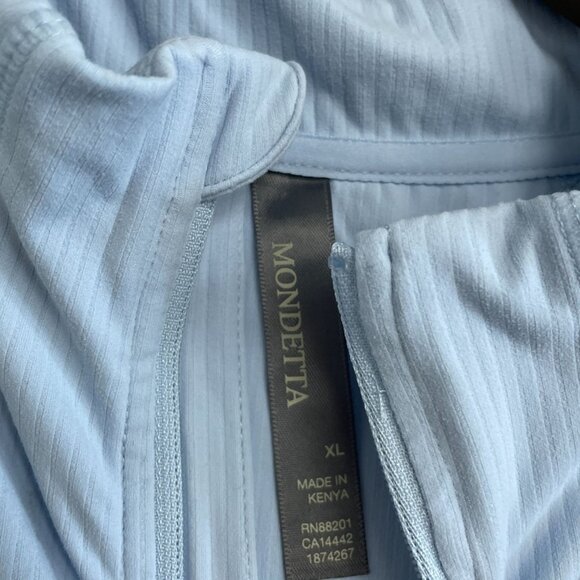 MONDETTA
XL
MADE IN
KENYA
RN88201
CA14442
1874267